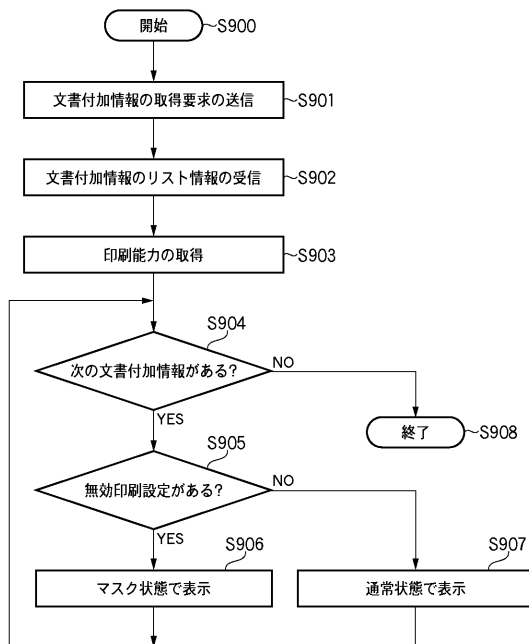 開始
S900
文書付加情報の取得要求の送信
S901
文書付加情報のリスト情報の受信
S902
印刷能力の取得
S903
S904
次の文書付加情報がある?
NO
YES
終了
S908
S905
無効印刷設定がある?
NO
YES
S906
マスク状態で表示
S907
通常状態で表示